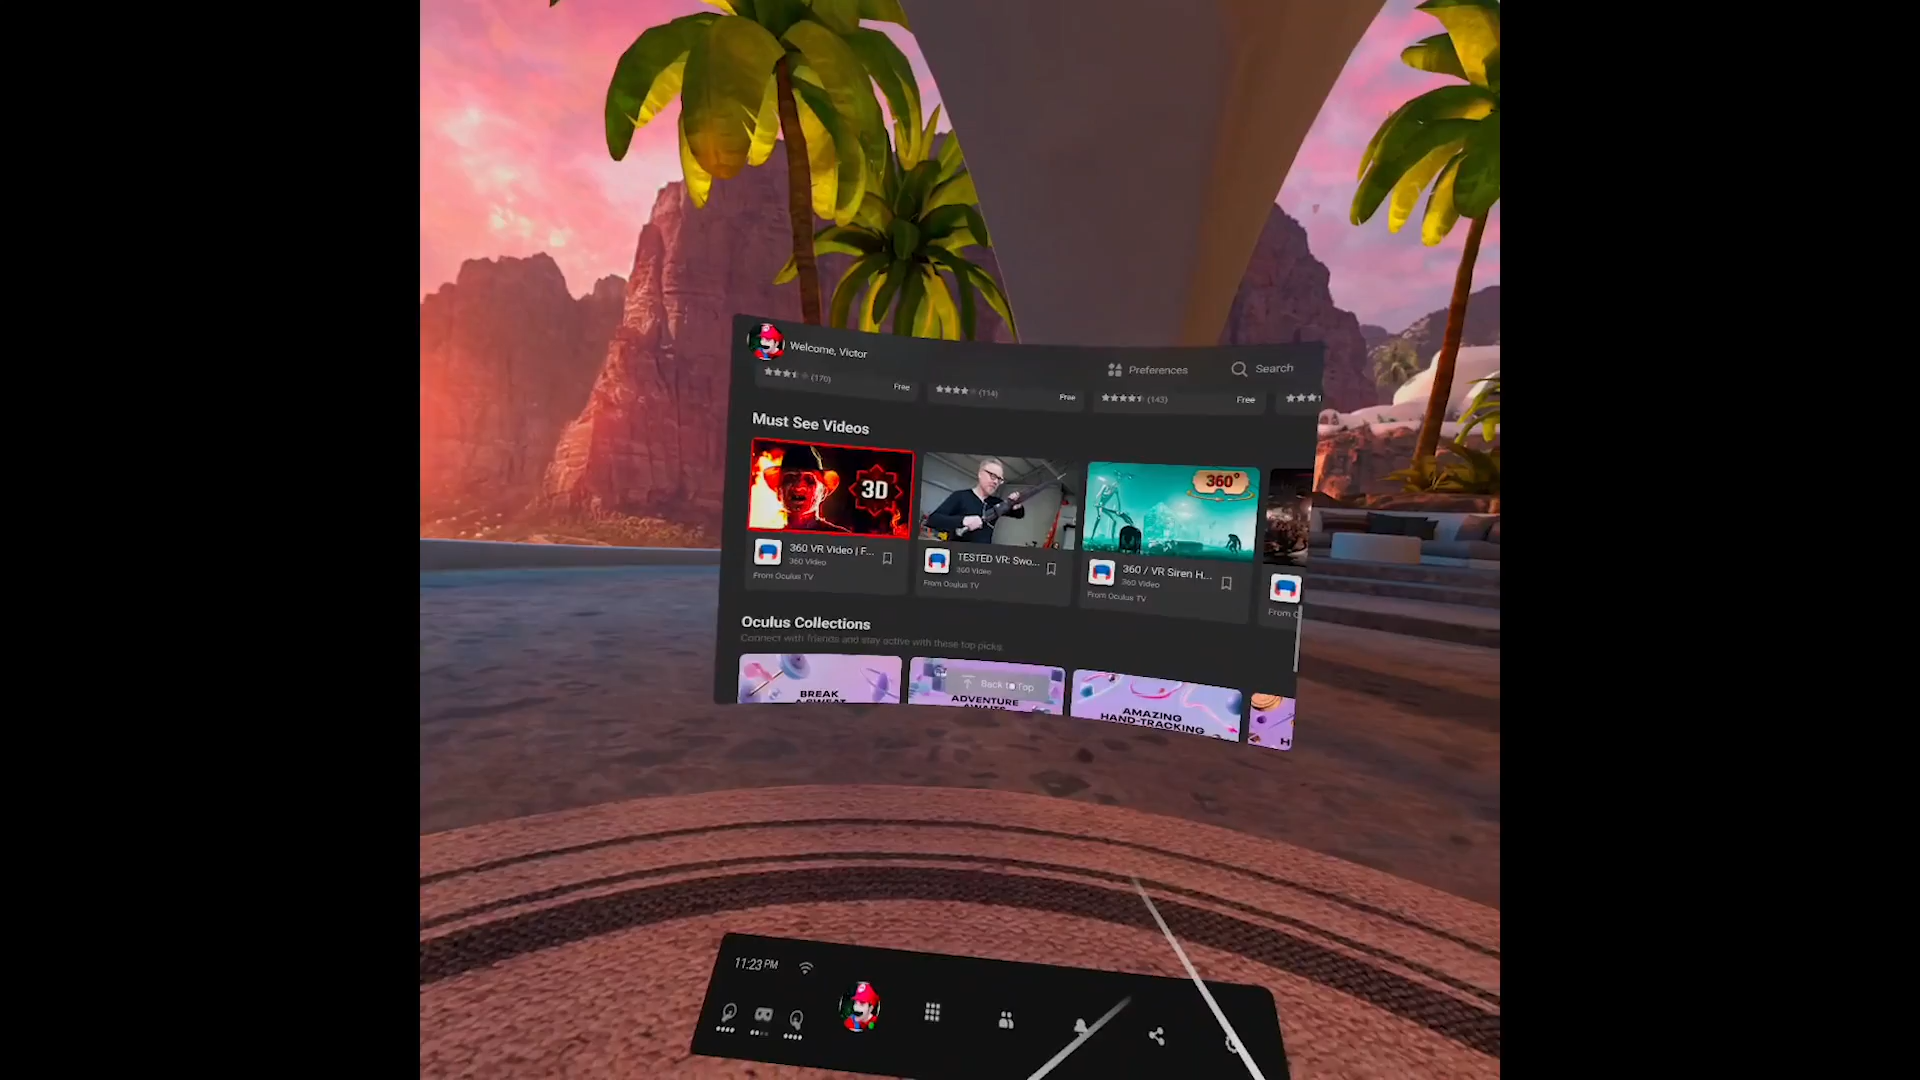 Welcome, Victor
Preferences
Search
(170)
Free
(114)
Free
(143)
Free
Must See Videos
3D
360°
360 VR Video | F...
360 Video
From Oculus TV
TESTED VR: Swo...
360 Video
From Oculus TV
360 / VR Siren H...
360 Video
From Oculus TV
Oculus Collections
Connect with friends and stay active with these top picks.
Back to Top
BREAK
A SWEAT
ADVENTURE
AWAITS
AMAZING
HAND-TRACKING
11:23 PM